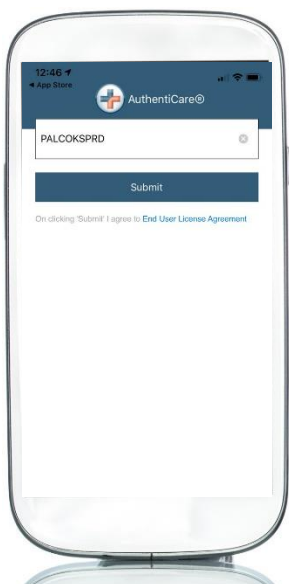 12:46
◀ App Store
AuthentiCare®
PALCOKSPRD
Submit
On clicking 'Submit' I agree to End User License Agreement